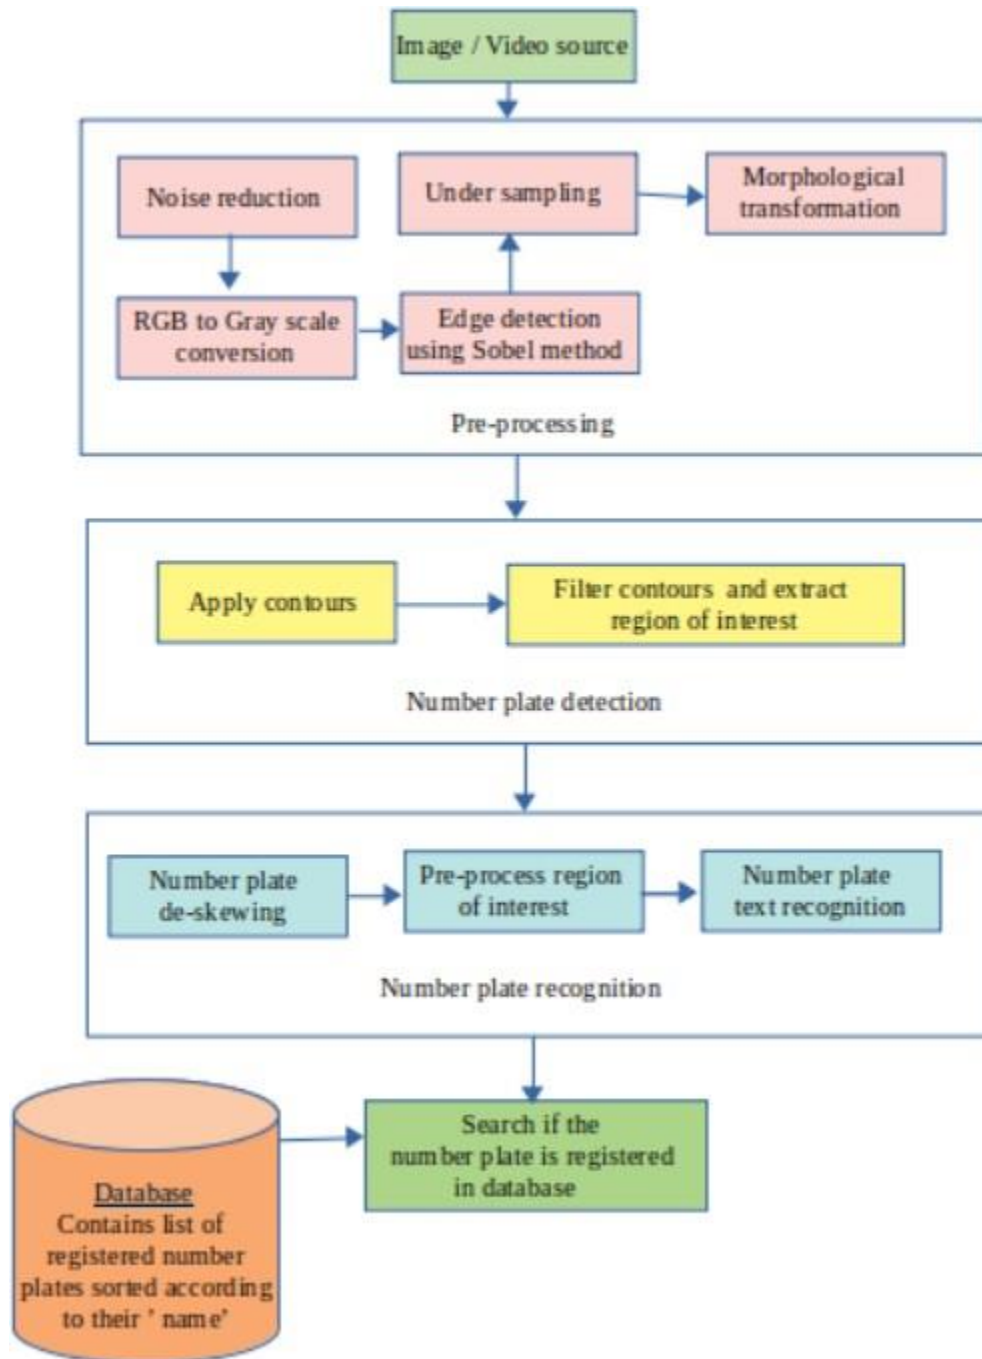 Image / Video source
Noise reduction
Under sampling
Morphological
transformation
RGB to Gray scale
conversion
Edge detection
using Sobel method
Pre-processing
Apply contours
Filter contours and extract
region of interest
Number plate detection
Number plate
de-skewing
Pre-process region
of interest
Number plate
text recognition
Number plate recognition
Search if the
number plate is registered
in database
Database
Contains list of
registered number
plates sorted according
to their ’ name’